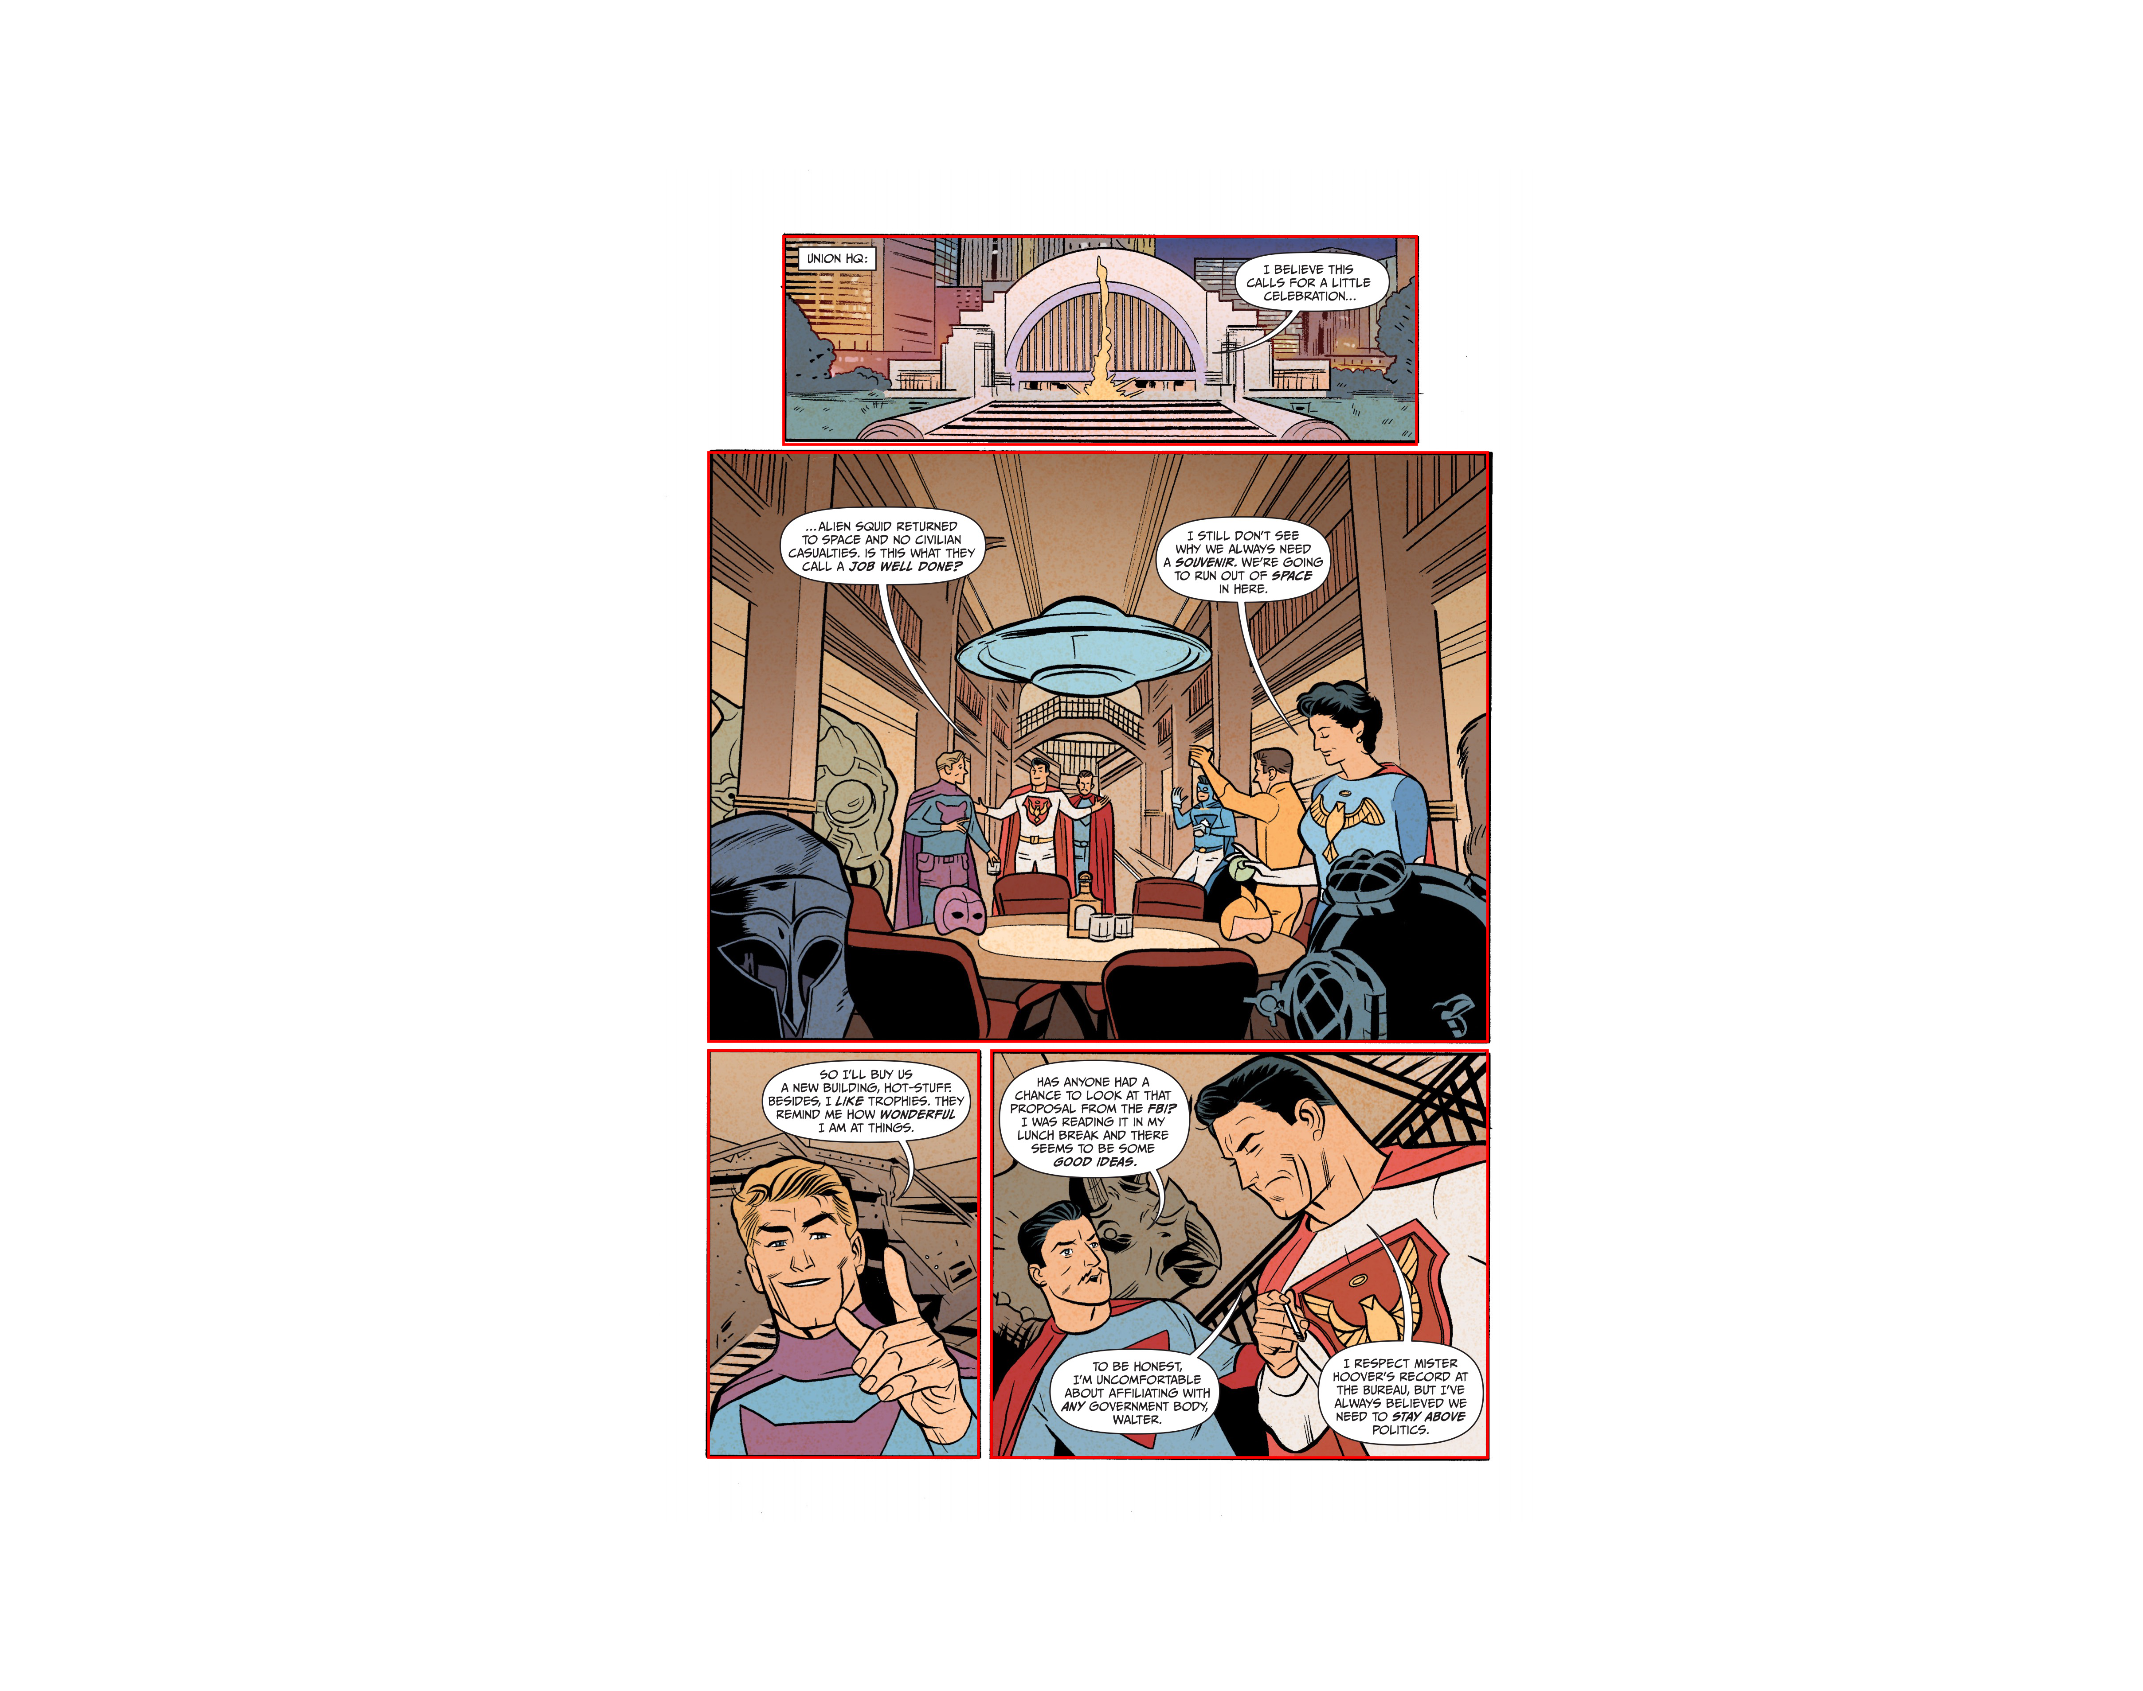 UNION HQ:
I BELIEVE THIS
CALLS FOR A LITTLE
CELEBRATION...
...ALIEN SQUID RETURNED
TO SPACE AND NO CIVILIAN
CASUALTIES. IS THIS WHAT THEY
CALL A JOB WELL DONE?
I STILL DON'T SEE
WHY WE ALWAYS NEED
A SOUVENIR. WE'RE GOING
TO RUN OUT OF SPACE
IN HERE.
SO I'LL BUY US
A NEW BUILDING, HOT-STUFF.
BESIDES, I LIKE TROPHIES. THEY
REMIND ME HOW WONDERFUL
I AM AT THINGS.
HAS ANYONE HAD A
CHANCE TO LOOK AT THAT
PROPOSAL FROM THE FBI?
I WAS READING IT IN MY
LUNCH BREAK AND THERE
SEEMS TO BE SOME
GOOD IDEAS.
TO BE HONEST,
I'M UNCOMFORTABLE
ABOUT AFFILIATING WITH
ANY GOVERNMENT BODY,
WALTER.
I RESPECT MISTER
HOOVER'S RECORD AT
THE BUREAU, BUT I'VE
ALWAYS BELIEVED WE
NEED TO STAY ABOVE
POLITICS.